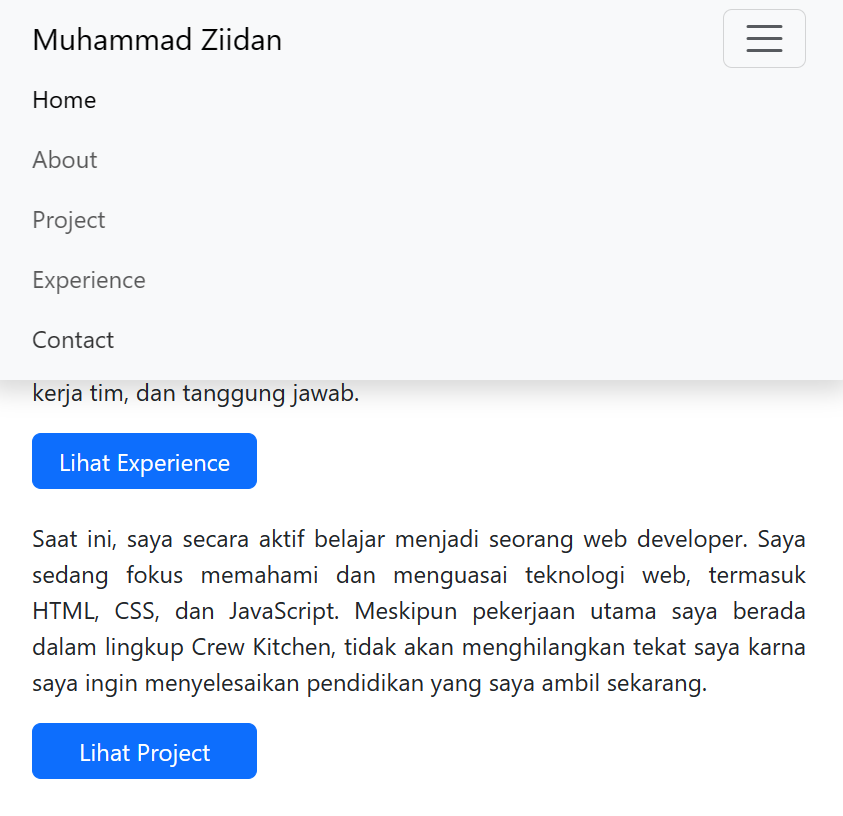 Muhammad Ziidan
Home
About
Project
Experience
Contact
kerja tim, dan tanggung jawab.
Lihat Experience
Saat ini, saya secara aktif belajar menjadi seorang web developer. Saya
sedang fokus memahami dan menguasai teknologi web, termasuk
HTML, CSS, dan JavaScript. Meskipun pekerjaan utama saya berada
dalam lingkup Crew Kitchen, tidak akan menghilangkan tekat saya karna
saya ingin menyelesaikan pendidikan yang saya ambil sekarang.
Lihat Project